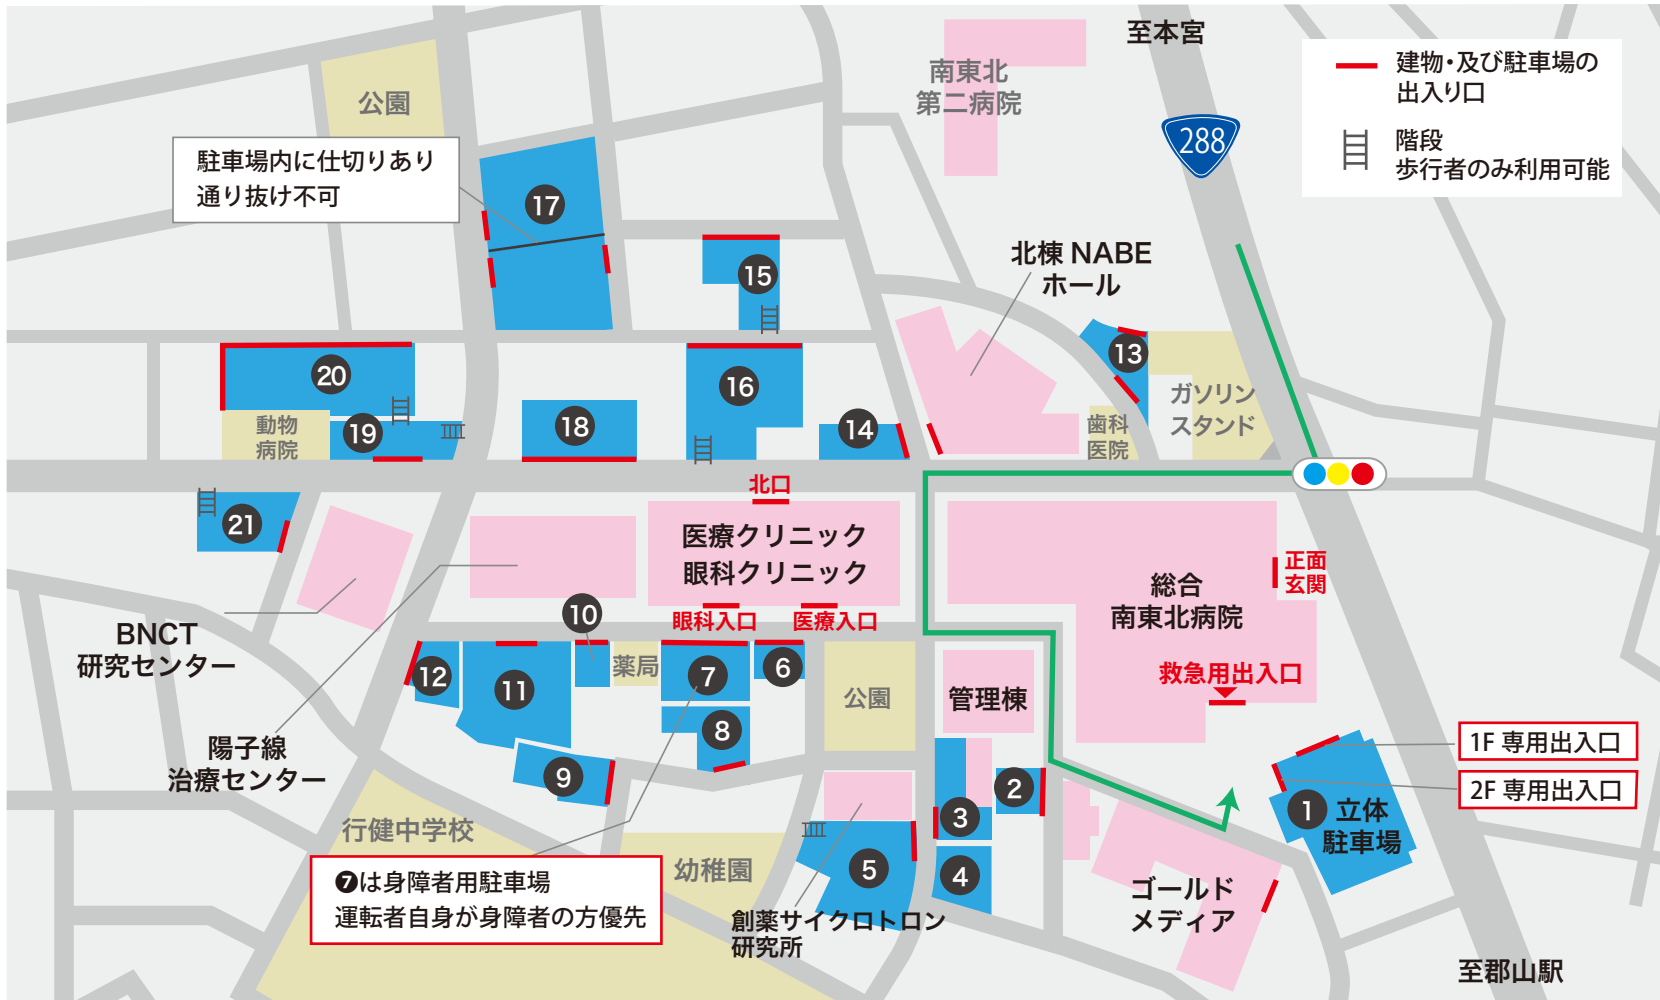 至本宮
建物・及び駐車場の
出入り口
階段
歩行者のみ利用可能
南東北
第二病院
288
公園
駐車場内に仕切りあり
通り抜け不可
17
15
北棟 NABE
ホール
13
ガソリン
スタンド
歯科
医院
20
16
動物
病院
19
18
14
21
北口
医療クリニック
眼科クリニック
眼科入口
医療入口
正面
玄関
総合
南東北病院
救急用出入口
BNCT
研究センター
陽子線
治療センター
10
12
11
薬局
7
6
8
9
公園
管理棟
2
3
4
5
1F 専用出入口
2F 専用出入口
1
立体
駐車場
行健中学校
幼稚園
❼は身障者用駐車場
運転者自身が身障者の方優先
創薬サイクロトロン
研究所
ゴールド
メディア
至郡山駅